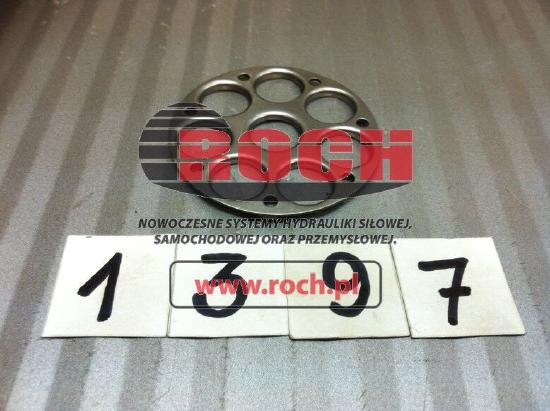 ROCH
NOWOCZESNE SYSTEMY HYDRAULIKI SIŁOWEJ,
SAMOCHODOWEJ ORAZ PRZEMYSŁOWEJ.
1 3 9 7
www.roch.pl